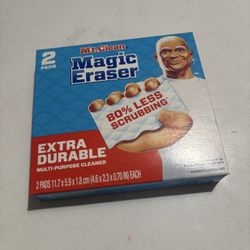 2
PADS
Mr. Clean
Magic
Eraser
80% LESS
SCRUBBING
EXTRA
DURABLE
MULTI-PURPOSE CLEANER
2 PADS 11.7 x 5.9 x 1.8 cm (4.6 x 2.3 x 0.70 IN) EACH